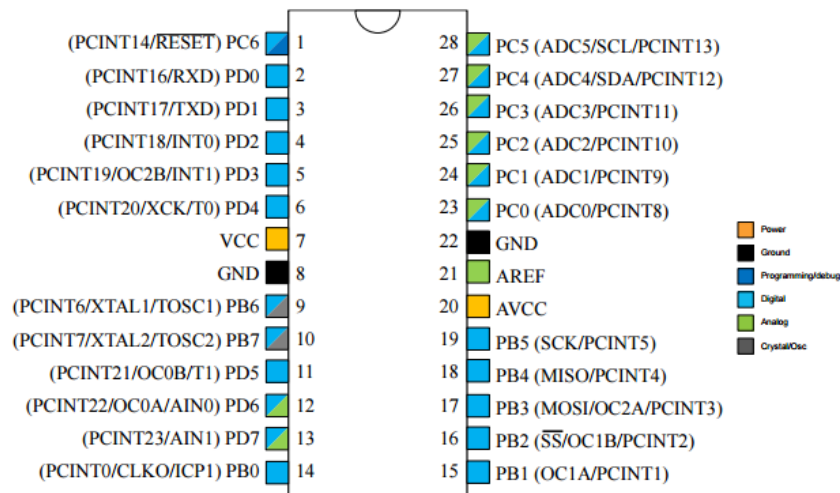 (PCINT14/RESET) PC6 1
(PCINT16/RXD) PD0 2
(PCINT17/TXD) PD1 3
(PCINT18/INT0) PD2 4
(PCINT19/OC2B/INT1) PD3 5
(PCINT20/XCK/T0) PD4 6
VCC 7
GND 8
(PCINT6/XTAL1/TOSC1) PB6 9
(PCINT7/XTAL2/TOSC2) PB7 10
(PCINT21/OC0B/T1) PD5 11
(PCINT22/OC0A/AIN0) PD6 12
(PCINT23/AIN1) PD7 13
(PCINT0/CLKO/ICP1) PB0 14
28 PC5 (ADC5/SCL/PCINT13)
27 PC4 (ADC4/SDA/PCINT12)
26 PC3 (ADC3/PCINT11)
25 PC2 (ADC2/PCINT10)
24 PC1 (ADC1/PCINT9)
23 PC0 (ADC0/PCINT8)
22 GND
21 AREF
20 AVCC
19 PB5 (SCK/PCINT5)
18 PB4 (MISO/PCINT4)
17 PB3 (MOSI/OC2A/PCINT3)
16 PB2 (SS/OC1B/PCINT2)
15 PB1 (OC1A/PCINT1)
Power
Ground
Programming/debug
Digital
Analog
Crystal/Osc